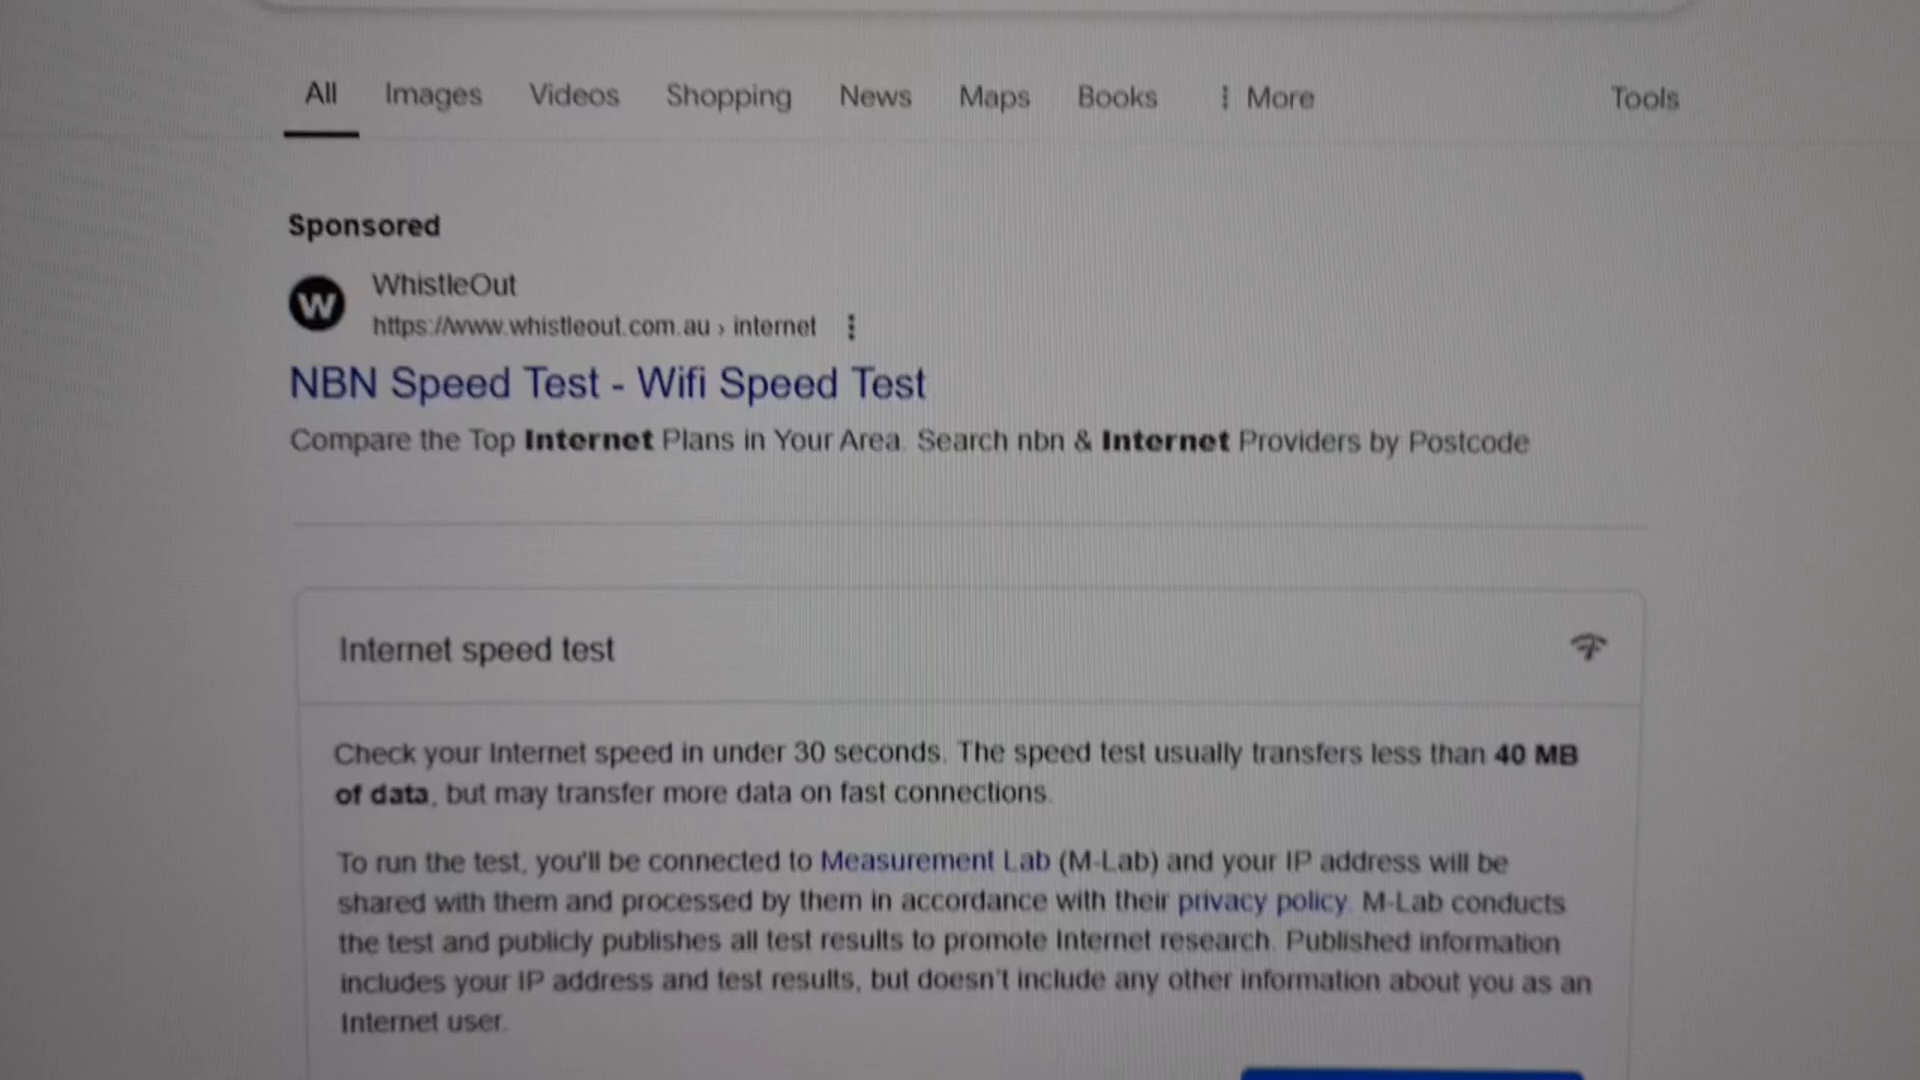 All Images Videos Shopping News Maps Books More Tools
Sponsored
W
WhistleOut
https://www.whistleout.com.au › internet
NBN Speed Test - Wifi Speed Test
Compare the Top Internet Plans in Your Area. Search nbn & Internet Providers by Postcode
Internet speed test
Check your Internet speed in under 30 seconds. The speed test usually transfers less than 40 MB
of data, but may transfer more data on fast connections.
To run the test, you'll be connected to Measurement Lab (M-Lab) and your IP address will be
shared with them and processed by them in accordance with their privacy policy. M-Lab conducts
the test and publicly publishes all test results to promote Internet research. Published information
includes your IP address and test results, but doesn't include any other information about you as an
Internet user.